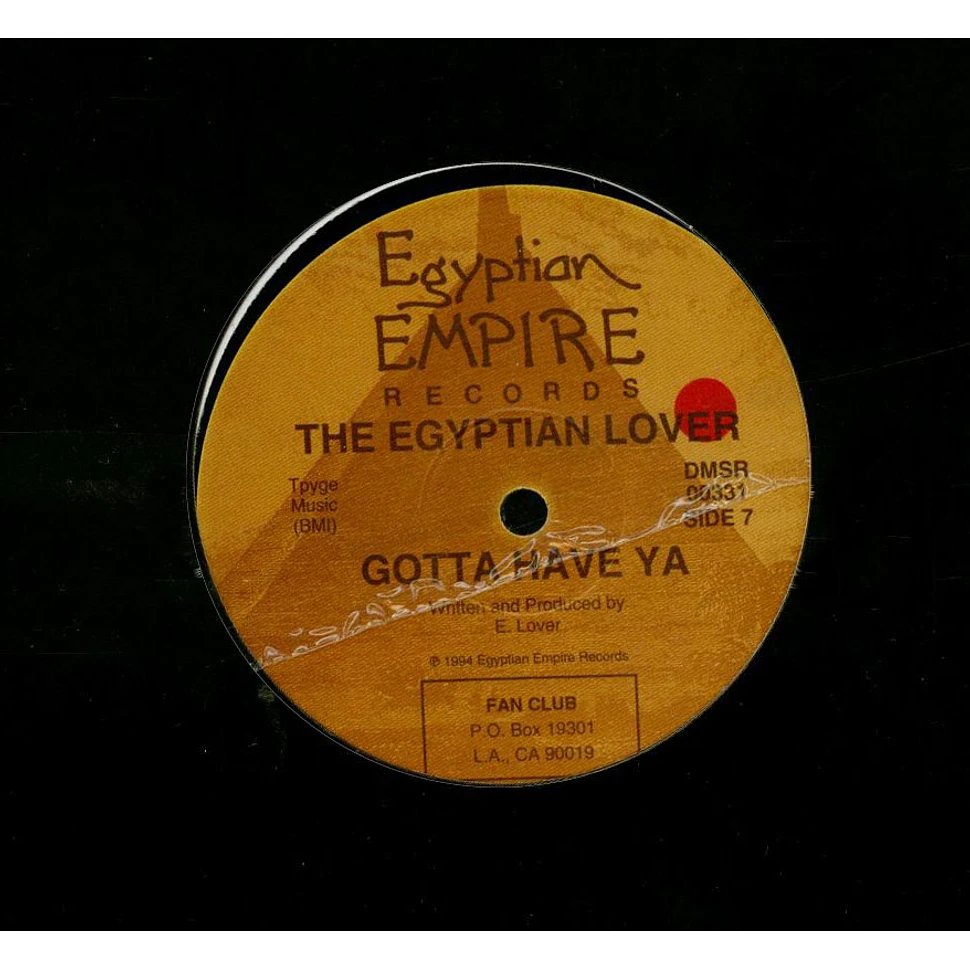 Egyptian
EMPIRE
RECORDS
THE EGYPTIAN LOVER
Tpyge
Music
(BMI)
DMSR
00331
SIDE 7
GOTTA HAVE YA
Written and Produced by
E. Lover
℗ 1994 Egyptian Empire Records
FAN CLUB
P.O. Box 19301
L.A., CA 90019